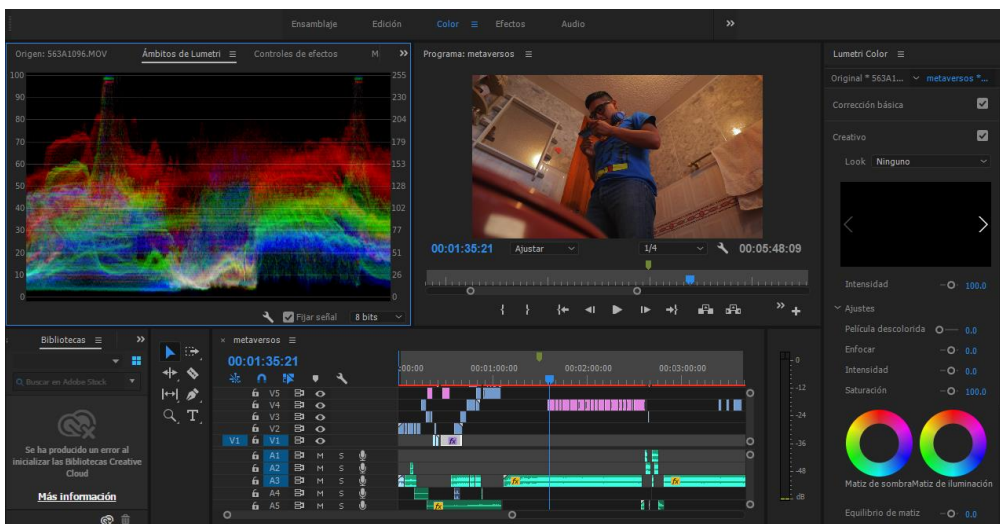 Ensamblaje Edición Color Efectos Audio
Origen: 563A1096.MOV Ámbitos de Lumetri Controles de efectos M
100 255
90 230
80 204
70 179
60 153
50 128
40 102
30 77
20 51
10 26
0 0
Fijar señal 8 bits
Programa: metaversos
00:01:35:21 Ajustar 1/4 00:05:48:09
Lumetri Color
Original * 563A1... metaversos *...
Corrección básica
Creativo
Look Ninguno
Intensidad 100.0
Ajustes
Película descolorida 0.0
Enfocar 0.0
Intensidad 0.0
Saturación 100.0
Matiz de sombra Matiz de iluminación
Equilibrio de matiz 0.0
Bibliotecas
Buscar en Adobe Stock
Se ha producido un error al
inicializar las Bibliotecas Creative
Cloud
Más información
T
× metaversos
00:01:35:21
:00:00 00:01:00:00 00:02:00:00 00:03:00:00
V5
V4
V3
V2
V1 V1 fx
A1 M S
A2 M S
A3 M S fx fx
A4 M S
A5 M S fx
0
-12
-24
-36
-48
dB